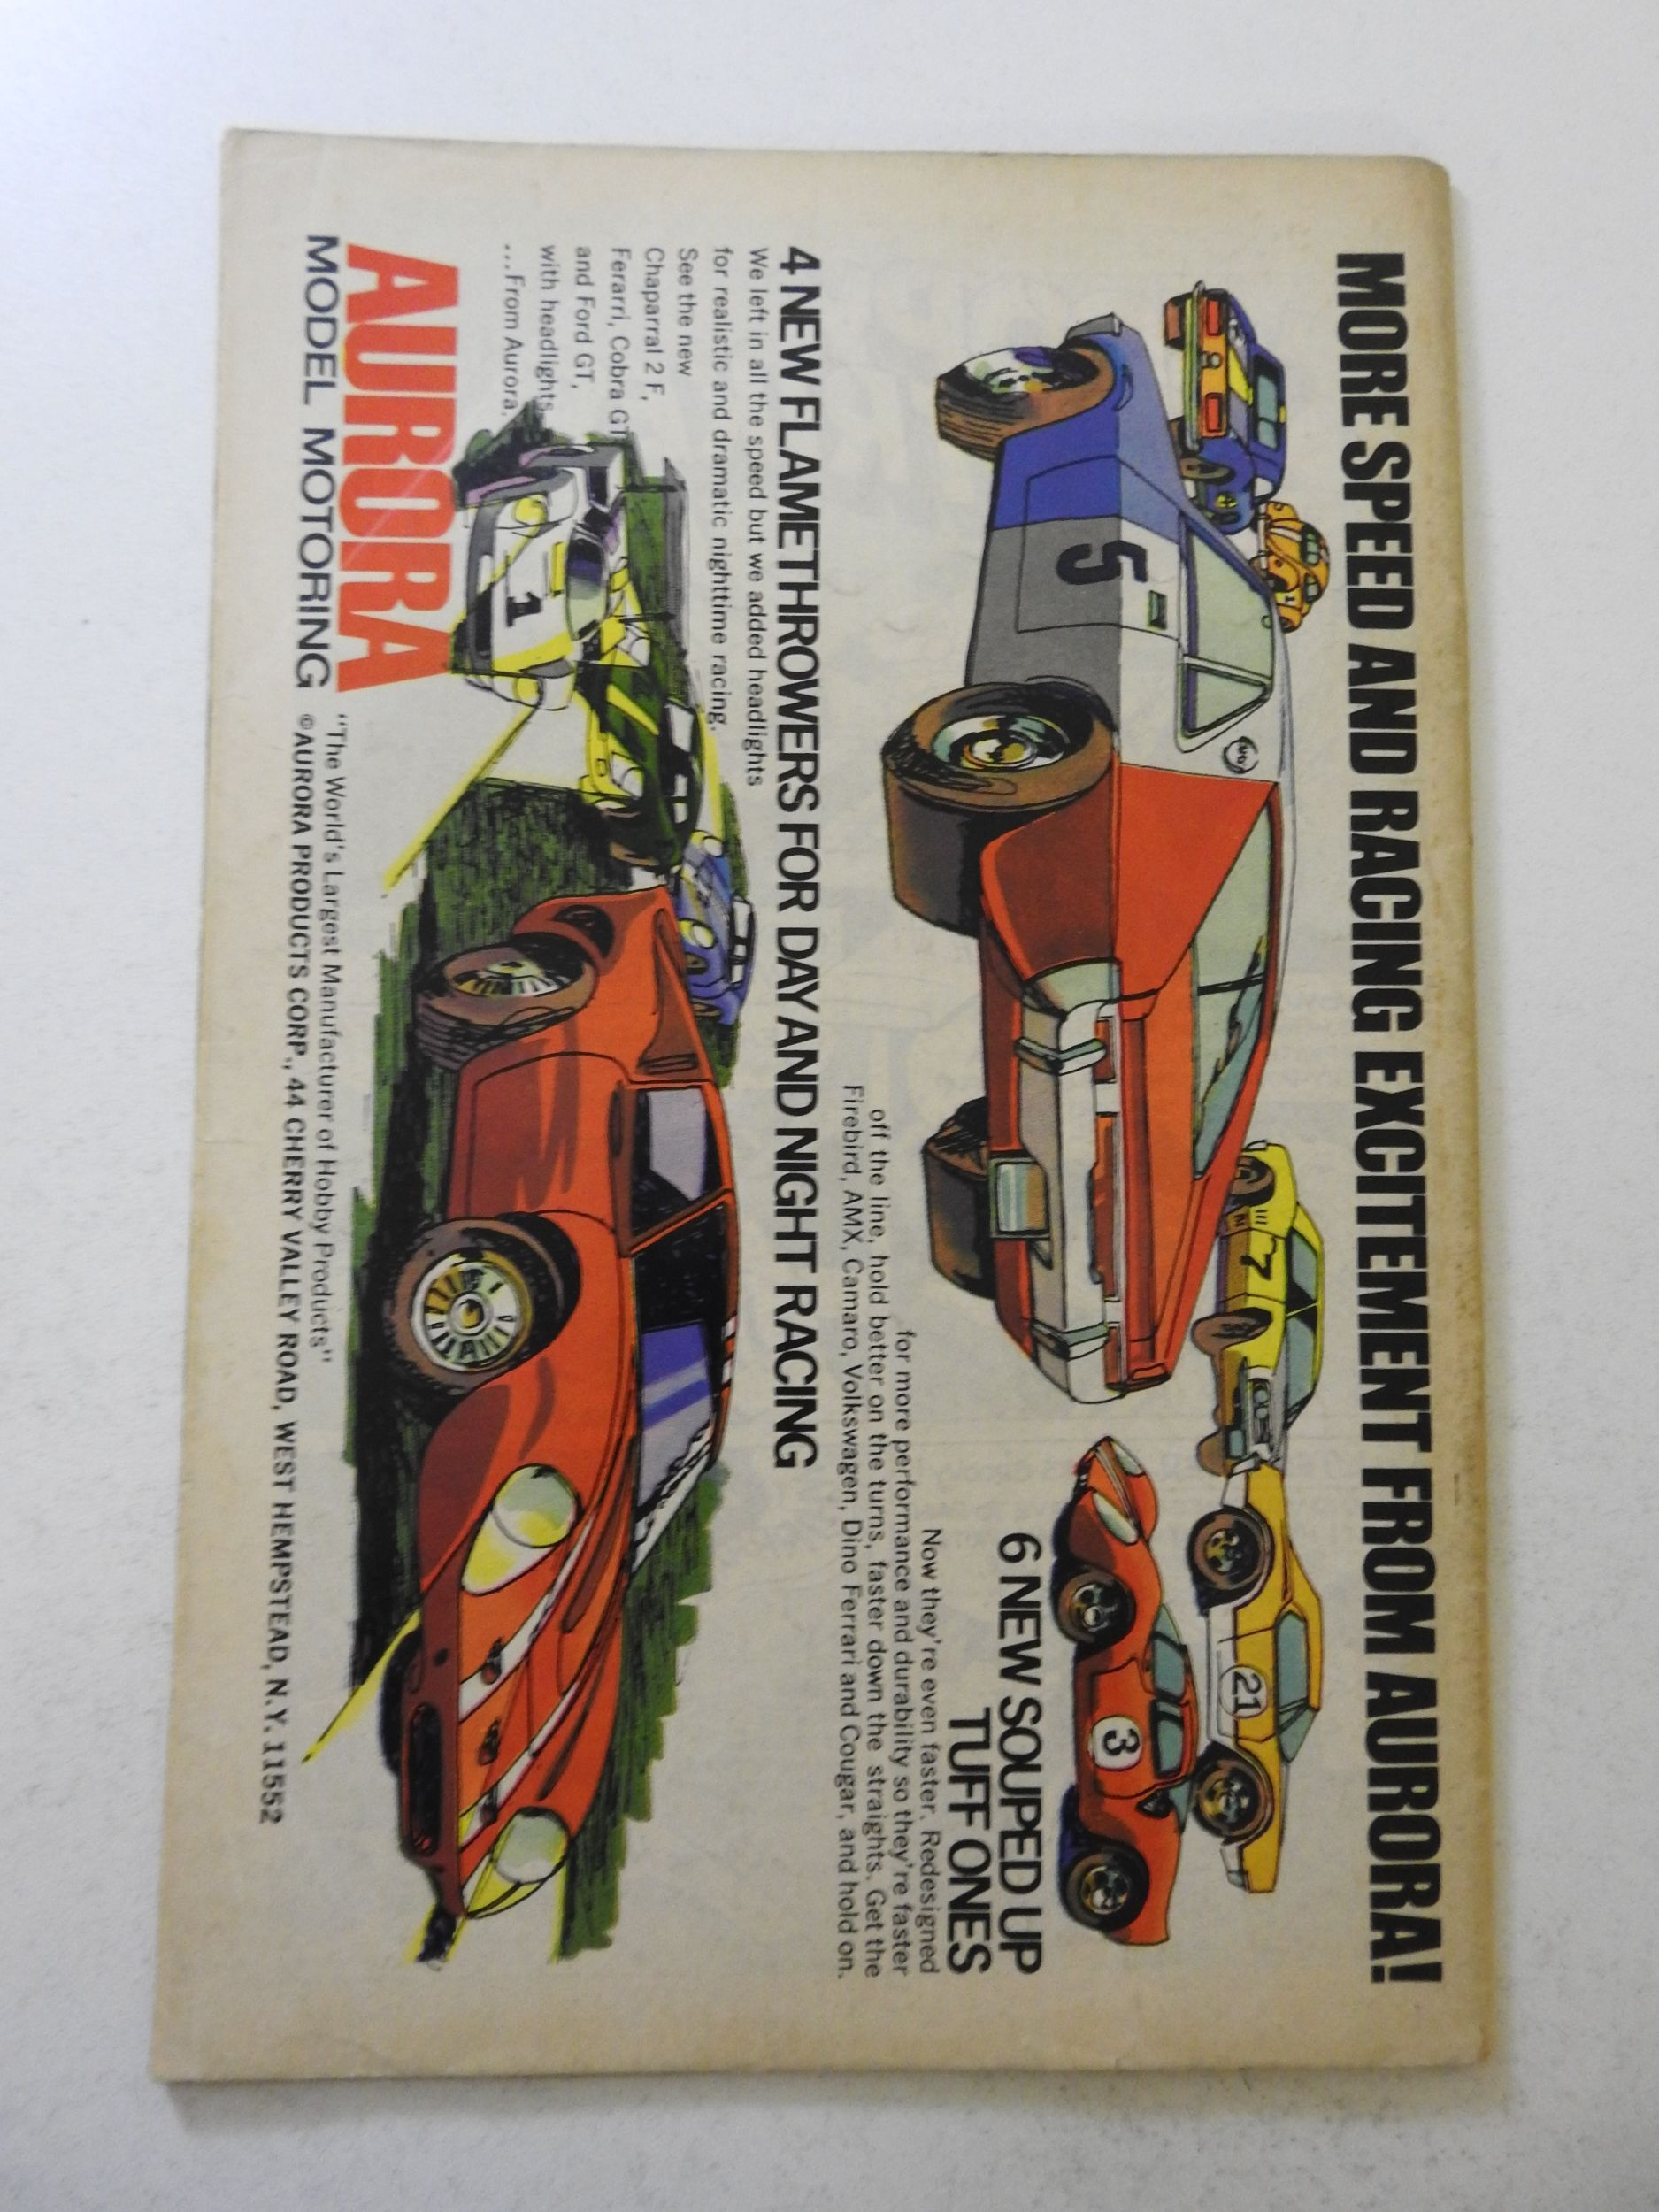 MORE SPEED AND RACING EXCITEMENT FROM AURORA!
5
7
21
3
6 NEW SOUPED UP
TUFF ONES
Now they're even faster. Redesigned
for more performance and durability so they're faster
off the line, hold better on the turns, faster down the straights. Get the
Firebird, AMX, Camaro, Volkswagen, Dino Ferrari and Cougar, and hold on.
4 NEW FLAMETHROWERS FOR DAY AND NIGHT RACING
We left in all the speed but we added headlights
for realistic and dramatic nighttime racing.
See the new
Chaparral 2 F,
Ferarri, Cobra GT
and Ford GT,
with headlights
...From Aurora.
1
AURORA
MODEL MOTORING
"The World's Largest Manufacturer of Hobby Products"
©AURORA PRODUCTS CORP., 44 CHERRY VALLEY ROAD, WEST HEMPSTEAD, N.Y. 11552